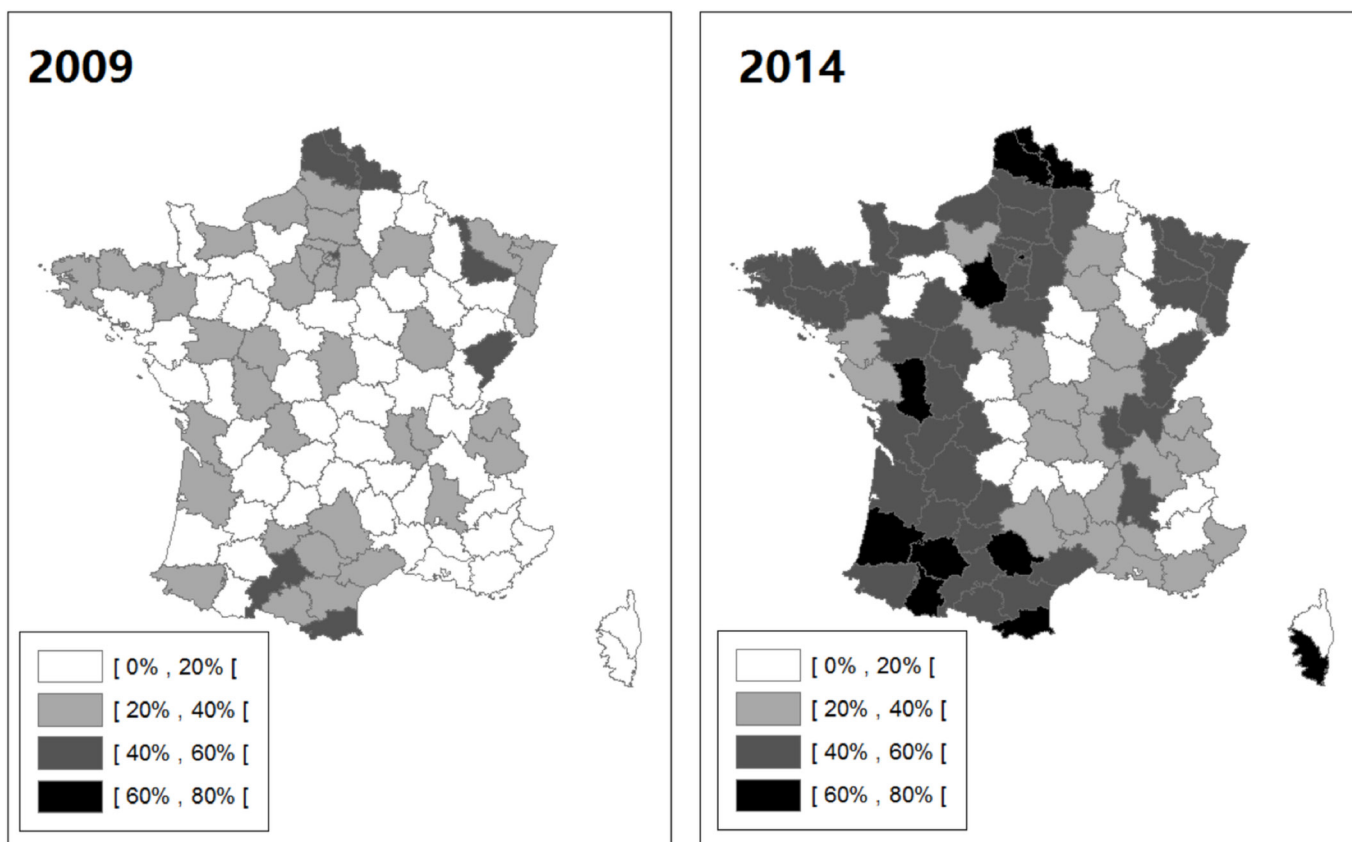 2009
[ 0% , 20% [
[ 20% , 40% [
[ 40% , 60% [
[ 60% , 80% [
2014
[ 0% , 20% [
[ 20% , 40% [
[ 40% , 60% [
[ 60% , 80% [